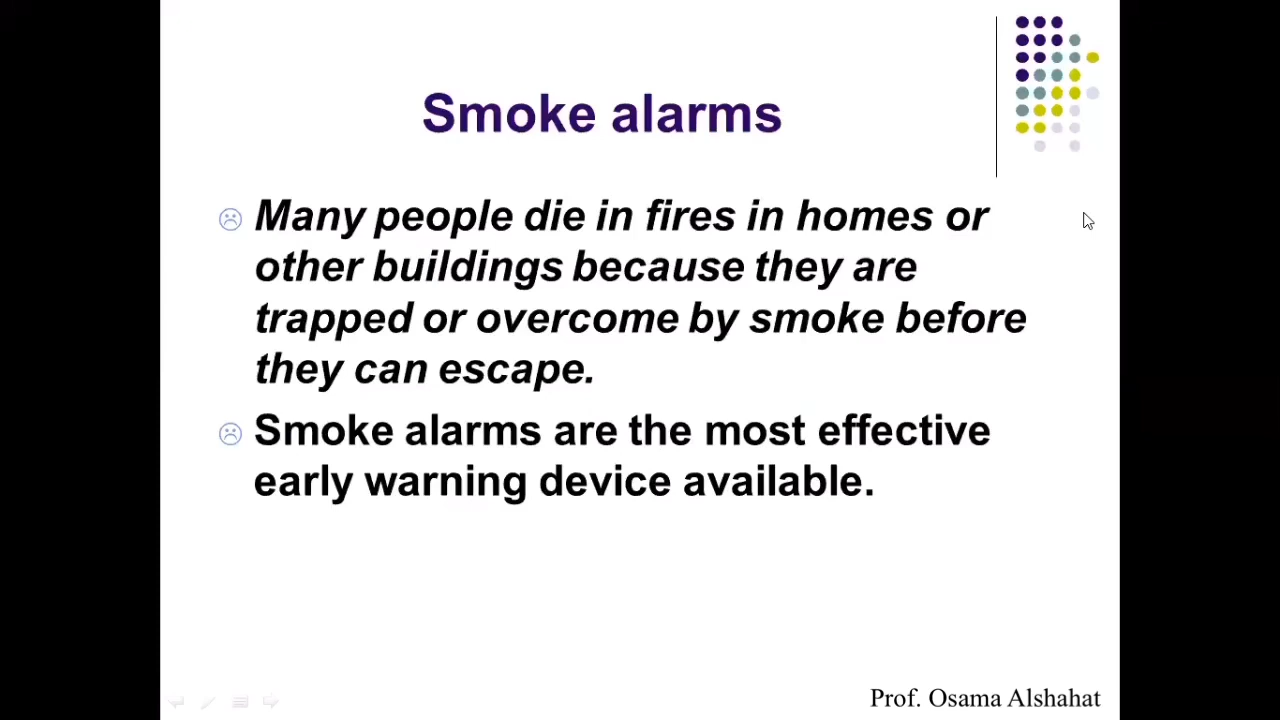 Smoke alarms
Many people die in fires in homes or
other buildings because they are
trapped or overcome by smoke before
they can escape.
Smoke alarms are the most effective
early warning device available.
Prof. Osama Alshahat